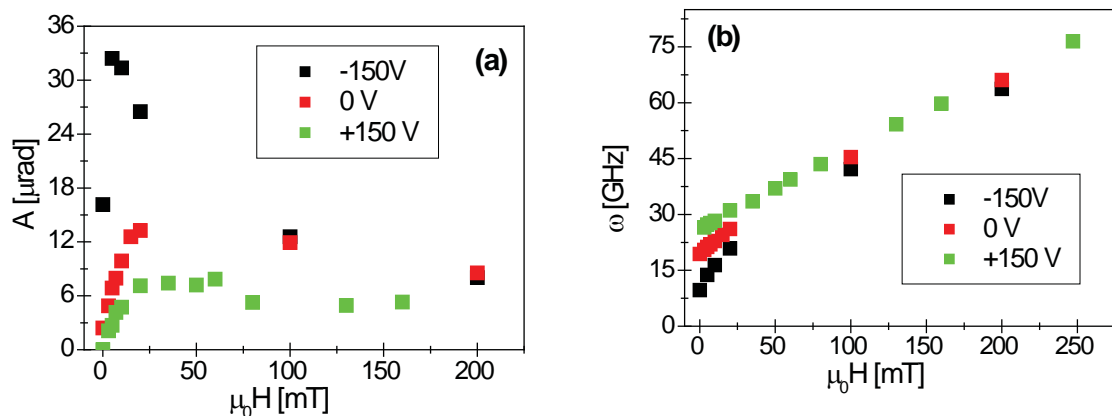 (a)
-150V
0 V
+150 V
A [μrad]
36
30
24
18
12
6
0
0 50 100 150 200
μ₀H [mT]
(b)
-150V
0 V
+150 V
ω [GHz]
75
60
45
30
15
0
0 50 100 150 200 250
μ₀H [mT]